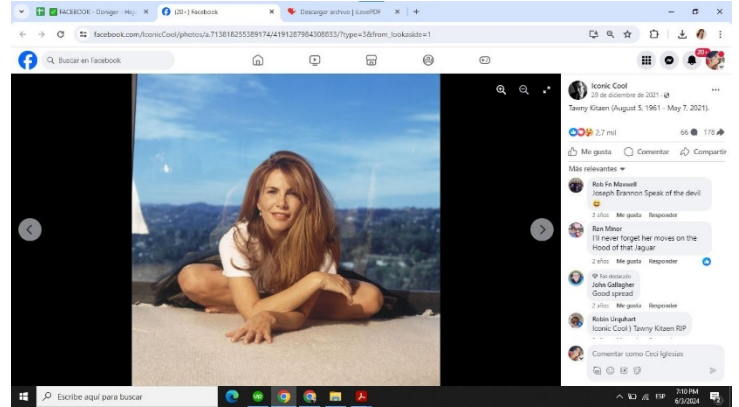 FACEBOOK - Doniger - Hoja
(20+) Facebook
Descargar archivo | iLovePDF
facebook.com/IconicCool/photos/a.713818255389174/4191287984308833/?type=3&from_lookaside=1
Buscar en Facebook
20+
Iconic Cool
29 de diciembre de 2021
Tawny Kitaen (August 5, 1961 - May 7, 2021).
2,7 mil
66
178
Me gusta Comentar Compartir
Más relevantes
Rob Fn Maxwell
Joseph Brannon Speak of the devil
2 años Me gusta Responder
Ron Minor
I'll never forget her moves on the
Hood of that Jaguar
2 años Me gusta Responder
Fan destacado
John Gallagher
Good spread
2 años Me gusta Responder
Robin Urquhart
Iconic Cool ) Tawny Kitaen RIP
Comentar como Ceci Iglesias
Escribe aquí para buscar
ESP
7:10 PM
6/3/2024